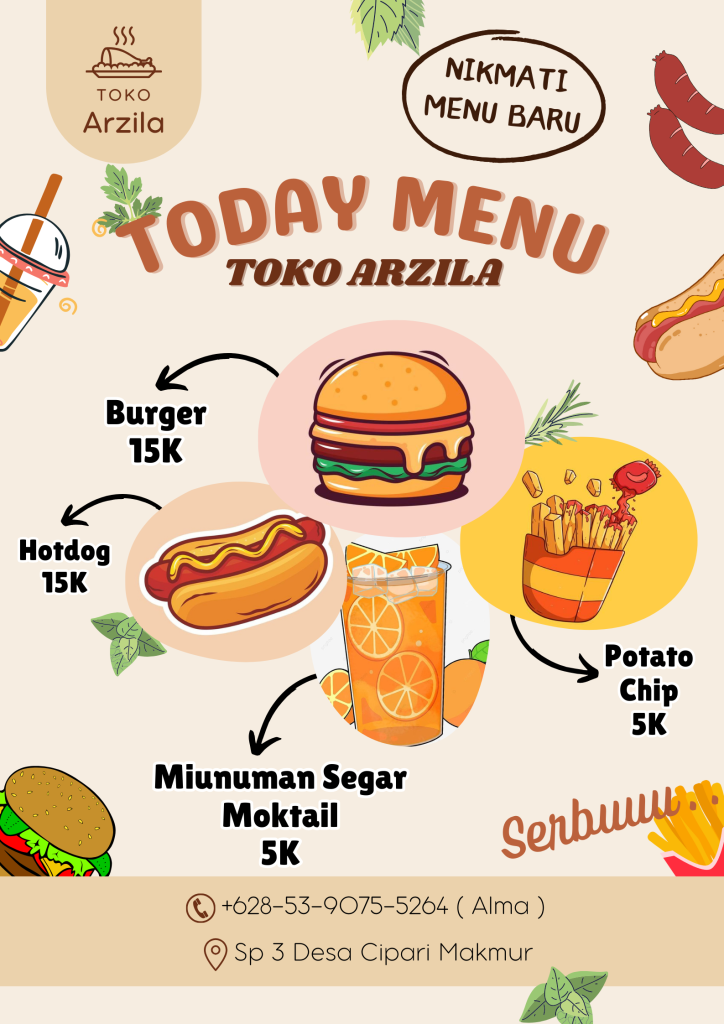 TOKO
Arzila
NIKMATI
MENU BARU
TODAY MENU
TOKO ARZILA
Burger
15K
Hotdog
15K
Potato
Chip
5K
Miunuman Segar
Moktail
5K
Serbuuu...
+628-53-9075-5264 ( Alma )
Sp 3 Desa Cipari Makmur